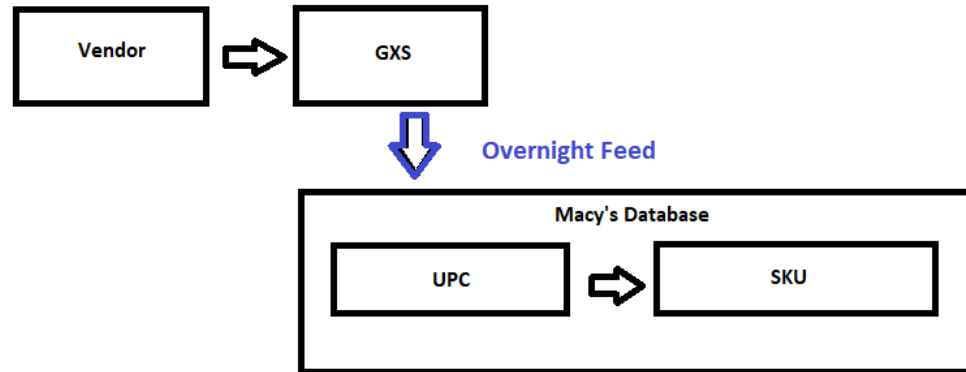 Vendor
GXS
Overnight Feed
Macy's Database
UPC
SKU